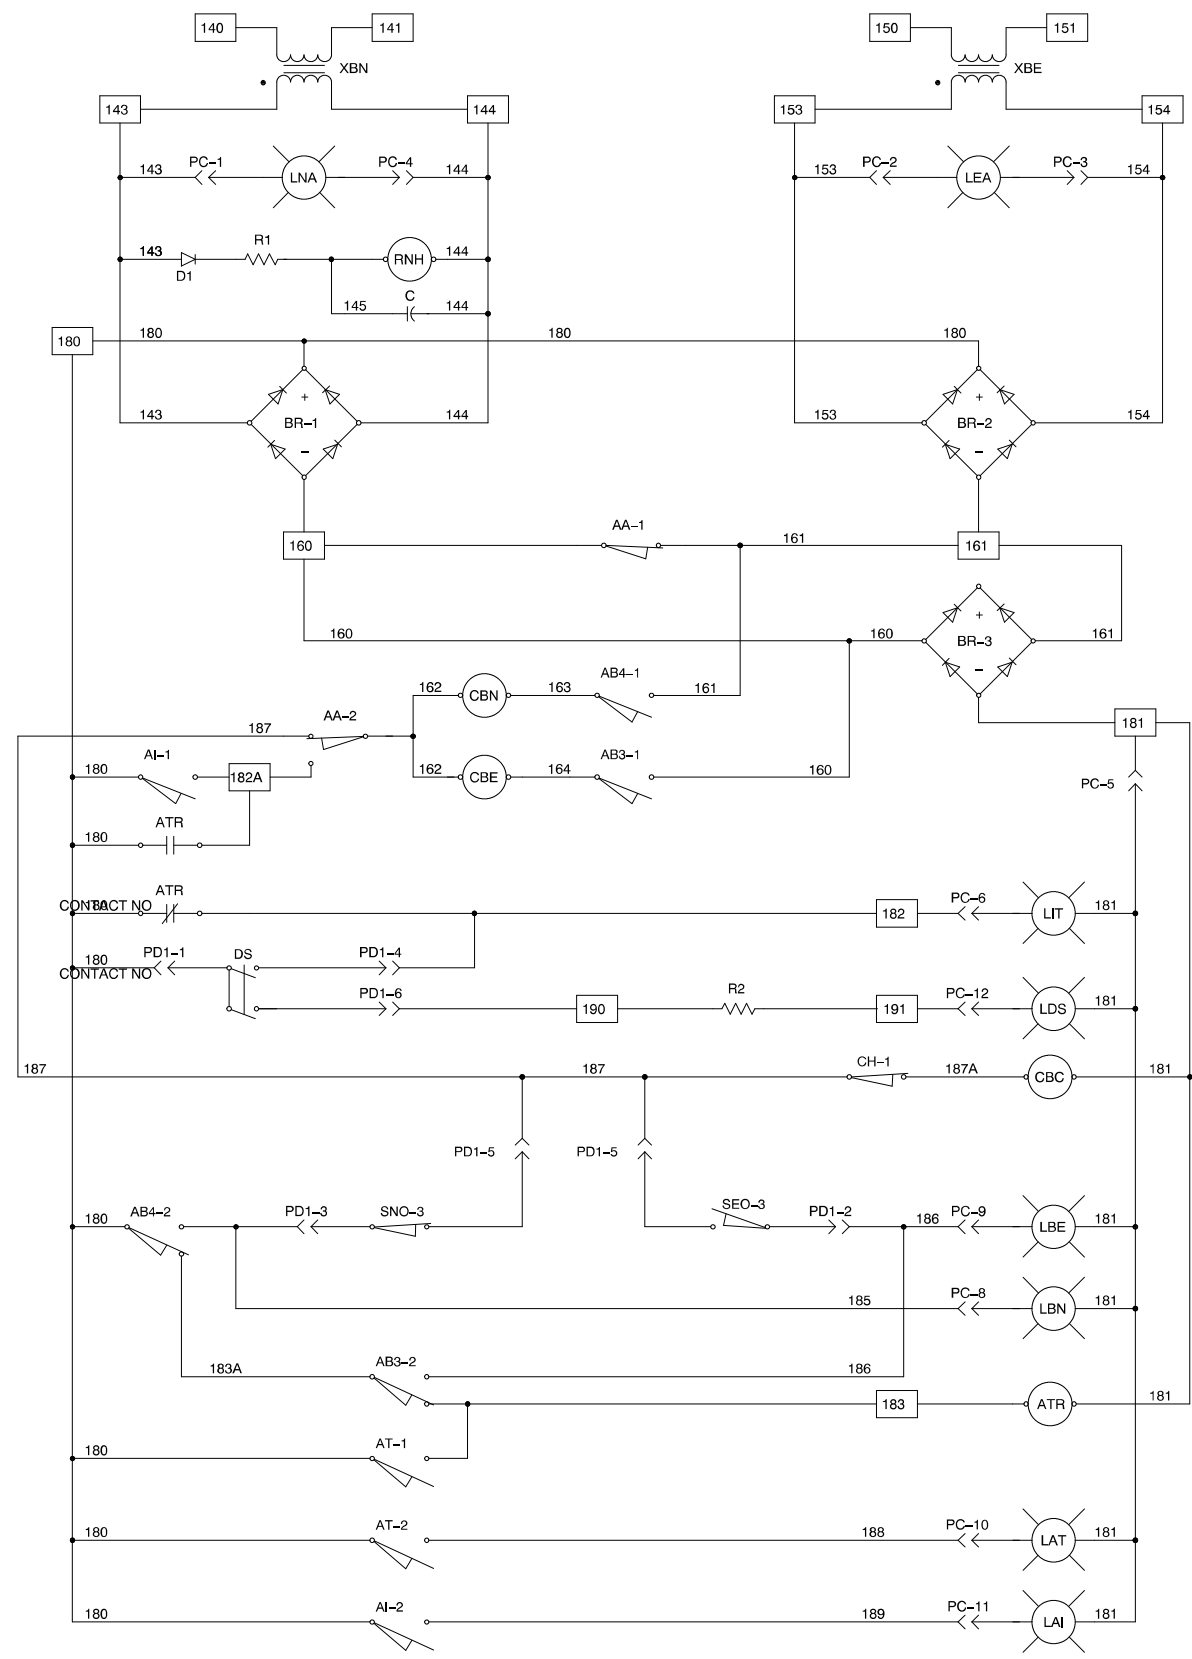 140 141 150 151
XBN XBE
143 144 153 154
PC-1 PC-4 PC-2 PC-3
143 LNA 144 153 LEA 154
R1
143 RNH 144
D1
C
145 144
180 180 180 180
+ +
143 BR-1 144 153 BR-2 154
- -
AA-1
160 161 161
+
160 160 BR-3 161
-
AB4-1
162 CBN 163 161
AA-2
187 181
AI-1 AB3-1
180 182A 162 CBE 164 160
PC-5
ATR
180
ATR PC-6
CONTACT NO 180 182 LIT 181
PD1-1 DS PD1-4
180
CONTACT NO
PD1-6 R2 PC-12
190 191 LDS 181
CH-1
187 187 187A CBC 181
PD1-5 PD1-5
AB4-2 PD1-3 SNO-3 SEO-3 PD1-2 PC-9
180 186 LBE 181
PC-8
185 LBN 181
AB3-2
183A 186
183 ATR 181
AT-1
180
AT-2 PC-10
180 188 LAT 181
AI-2 PC-11
180 189 LAI 181